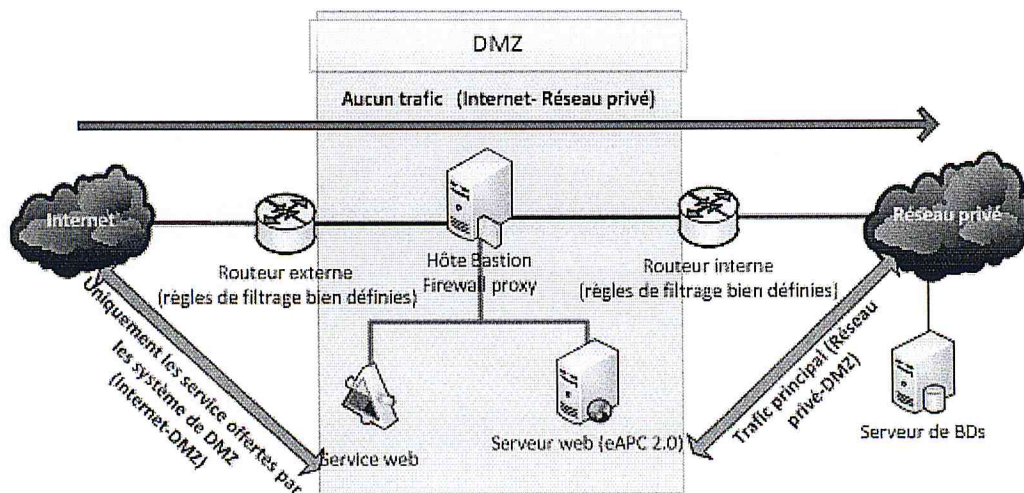 DMZ
Aucun trafic (Internet- Réseau privé)
Internet
Réseau privé
Routeur externe
(règles de filtrage bien définies)
Hôte Bastion
Firewall proxy
Routeur interne
(règles de filtrage bien définies)
Uniquement les service offertes par
les système de DMZ
(Internet-DMZ)
Trafic principal (Réseau
privé-DMZ)
Service web
Serveur web (eAPC 2.0)
Serveur de BDs